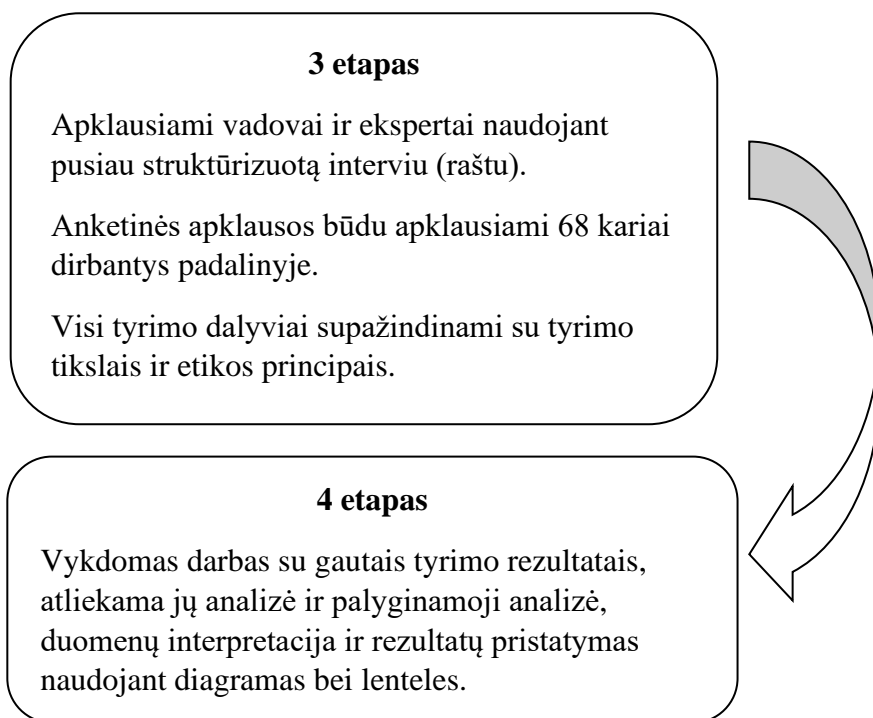 3 etapas
Apklausiami vadovai ir ekspertai naudojant
pusiau struktūrizuotą interviu (raštu).
Anketinės apklausos būdu apklausiami 68 kariai
dirbantys padalinyje.
Visi tyrimo dalyviai supažindinami su tyrimo
tikslais ir etikos principais.
4 etapas
Vykdomas darbas su gautais tyrimo rezultatais,
atliekama jų analizė ir palyginamoji analizė,
duomenų interpretacija ir rezultatų pristatymas
naudojant diagramas bei lenteles.